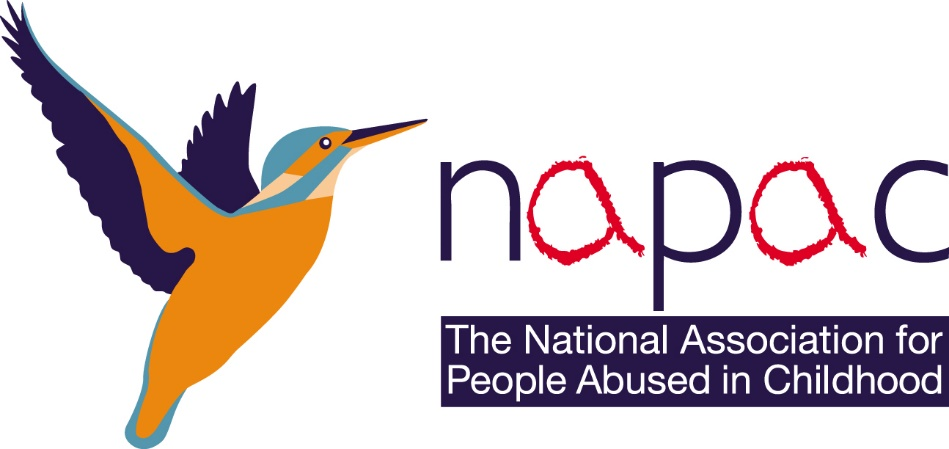 napac
The National Association for
People Abused in Childhood